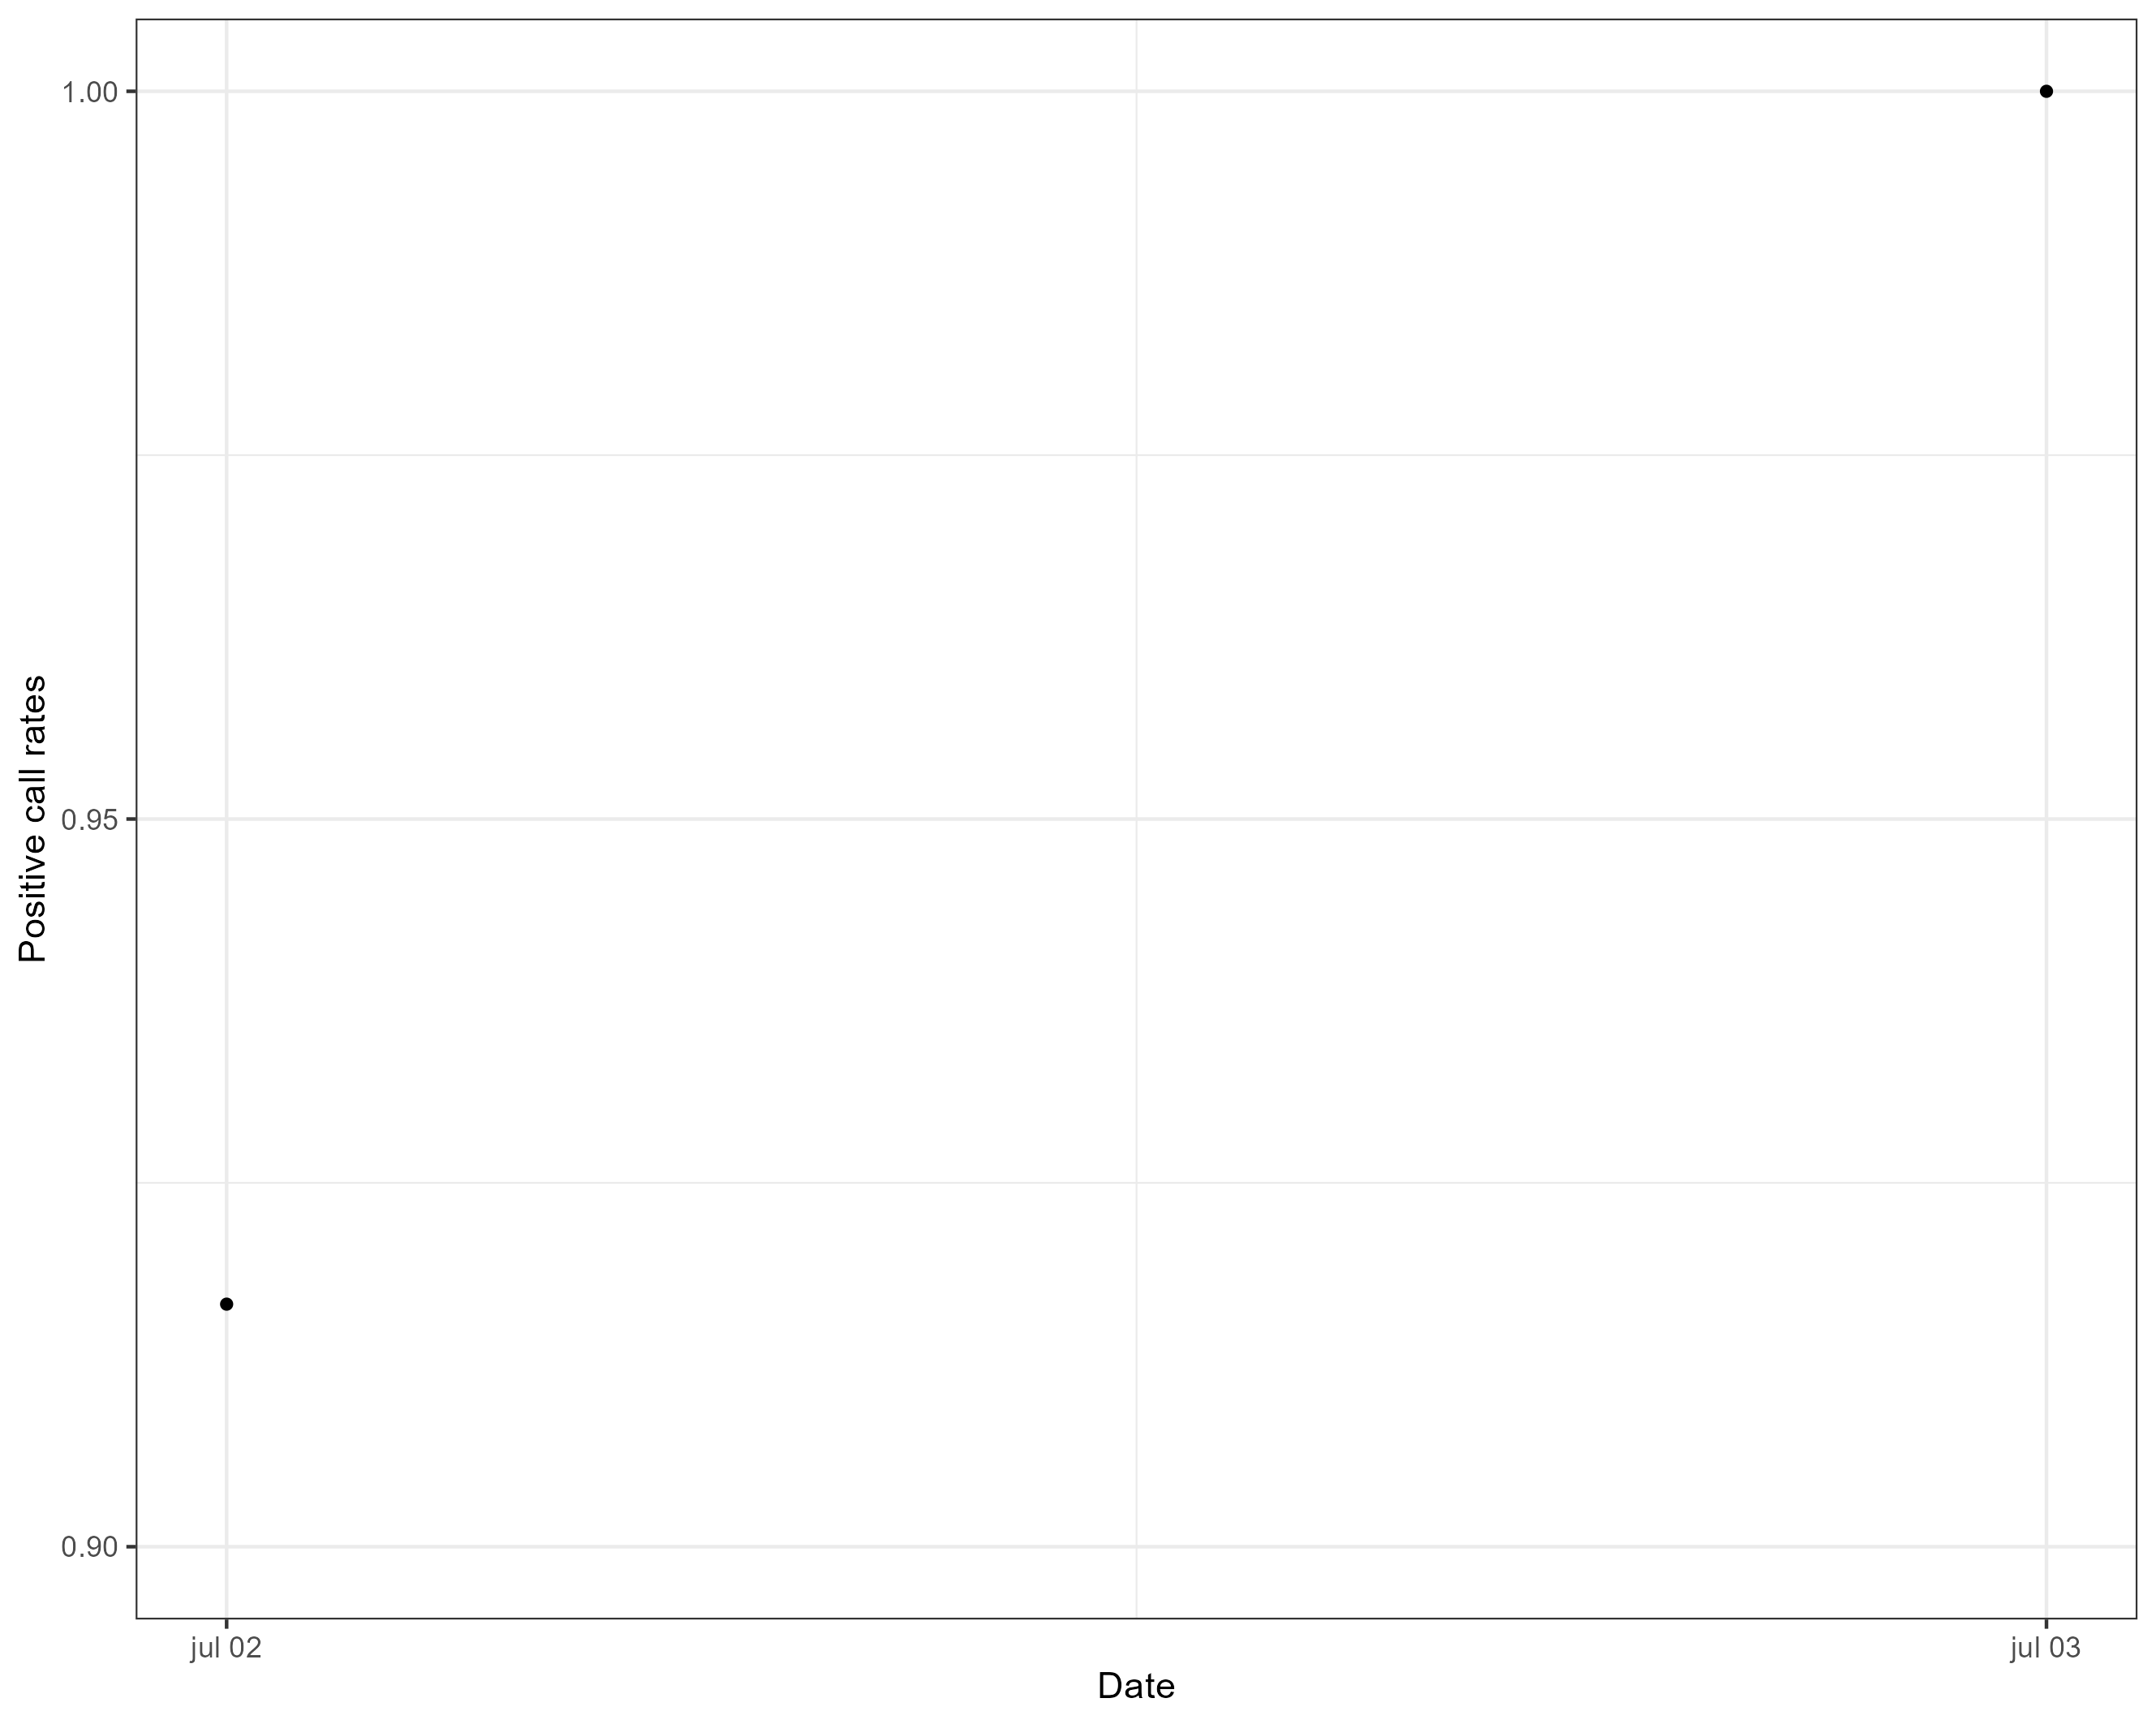 1.00
0.95
0.90
Positive call rates
jul 02
jul 03
Date